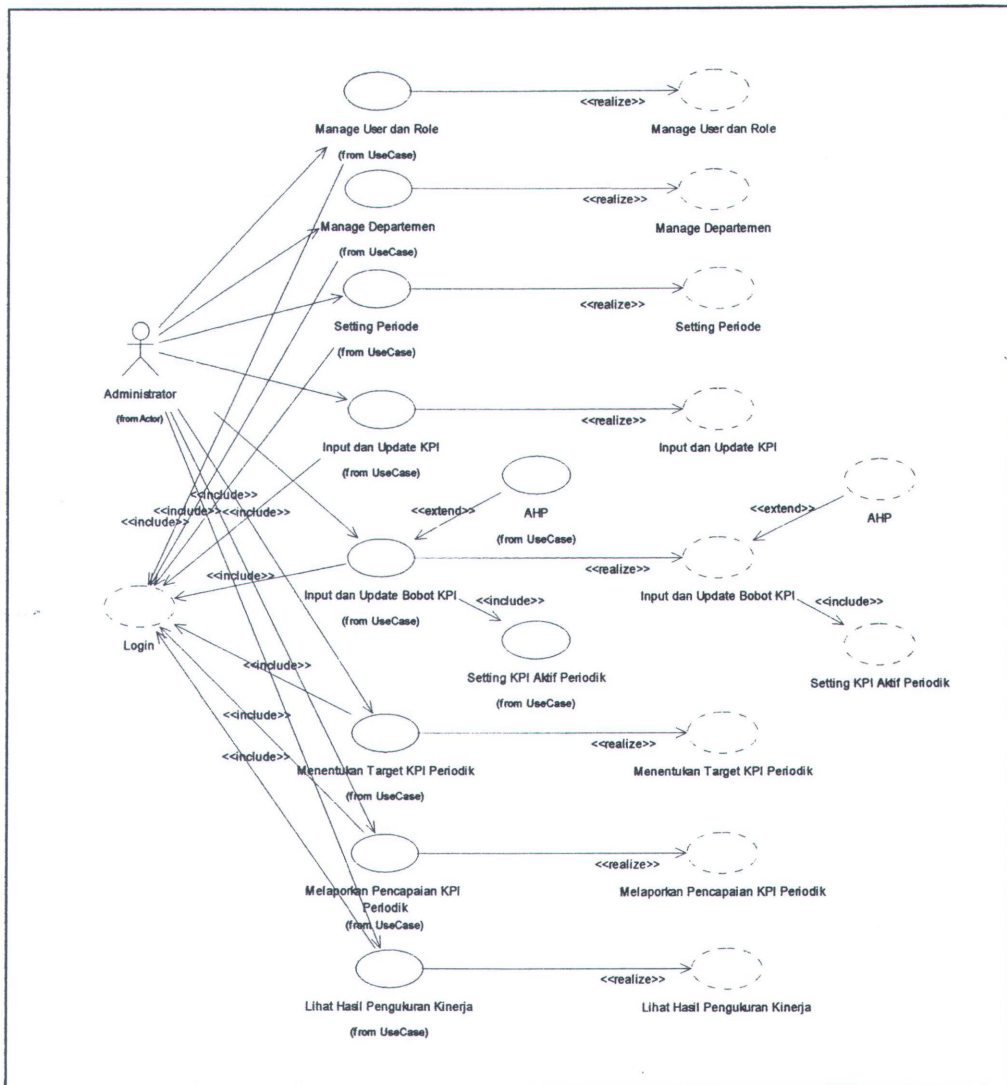 <<realize>>
Manage User dan Role
(from UseCase)
Manage User dan Role
<<realize>>
Manage Departemen
(from UseCase)
Manage Departemen
<<realize>>
Setting Periode
(from UseCase)
Setting Periode
Administrator
(from Actor)
<<realize>>
Input dan Update KPI
(from UseCase)
Input dan Update KPI
<<include>>
<<include>>
<<include>>
<<include>>
<<extend>>
AHP
(from UseCase)
<<extend>>
AHP
<<include>>
<<realize>>
Input dan Update Bobot KPI
(from UseCase)
Input dan Update Bobot KPI
<<include>>
<<include>>
Login
Setting KPI Aktif Periodik
(from UseCase)
Setting KPI Aktif Periodik
<<include>>
<<include>>
<<include>>
<<realize>>
Menentukan Target KPI Periodik
(from UseCase)
Menentukan Target KPI Periodik
<<realize>>
Melaporkan Pencapaian KPI
Periodik
(from UseCase)
Melaporkan Pencapaian KPI Periodik
<<realize>>
Lihat Hasil Pengukuran Kinerja
(from UseCase)
Lihat Hasil Pengukuran Kinerja